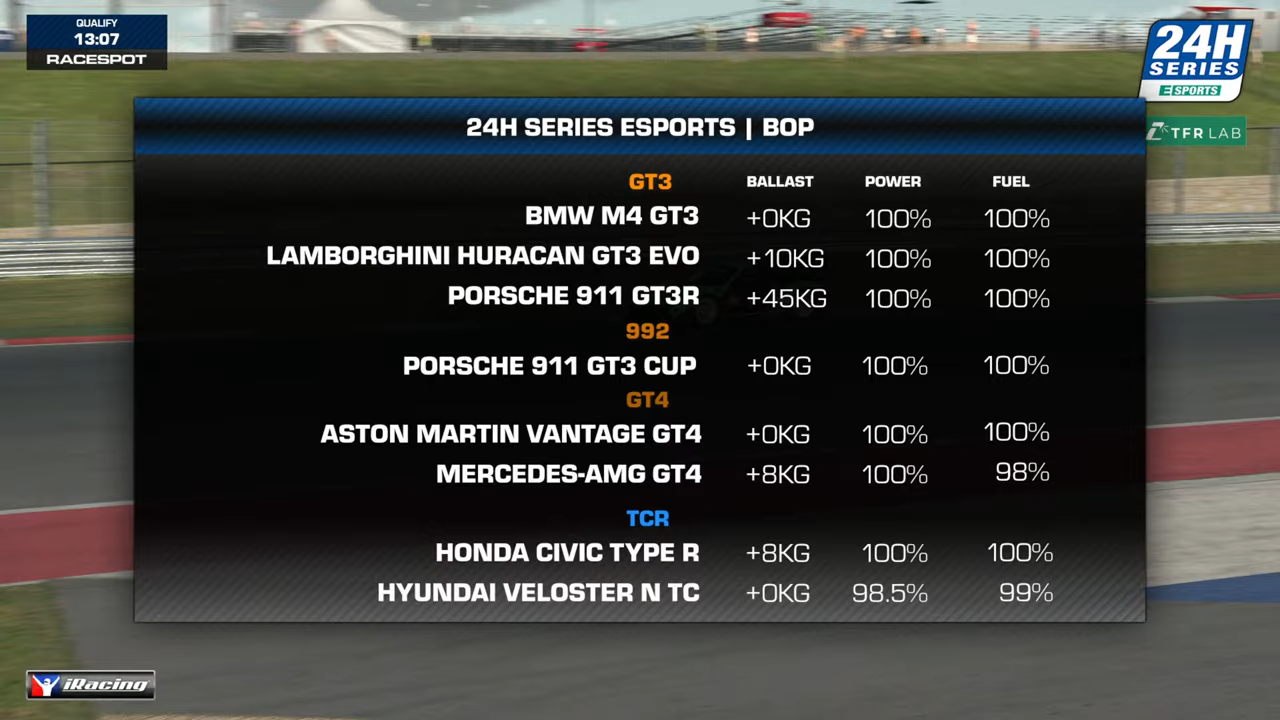 QUALIFY
13:07
RACESPOT
24H
SERIES
ESPORTS
TFR LAB
24H SERIES ESPORTS | BOP
GT3 BALLAST POWER FUEL
BMW M4 GT3 +0KG 100% 100%
LAMBORGHINI HURACAN GT3 EVO +10KG 100% 100%
PORSCHE 911 GT3R +45KG 100% 100%
992
PORSCHE 911 GT3 CUP +0KG 100% 100%
GT4
ASTON MARTIN VANTAGE GT4 +0KG 100% 100%
MERCEDES-AMG GT4 +8KG 100% 98%
TCR
HONDA CIVIC TYPE R +8KG 100% 100%
HYUNDAI VELOSTER N TC +0KG 98.5% 99%
iRacing